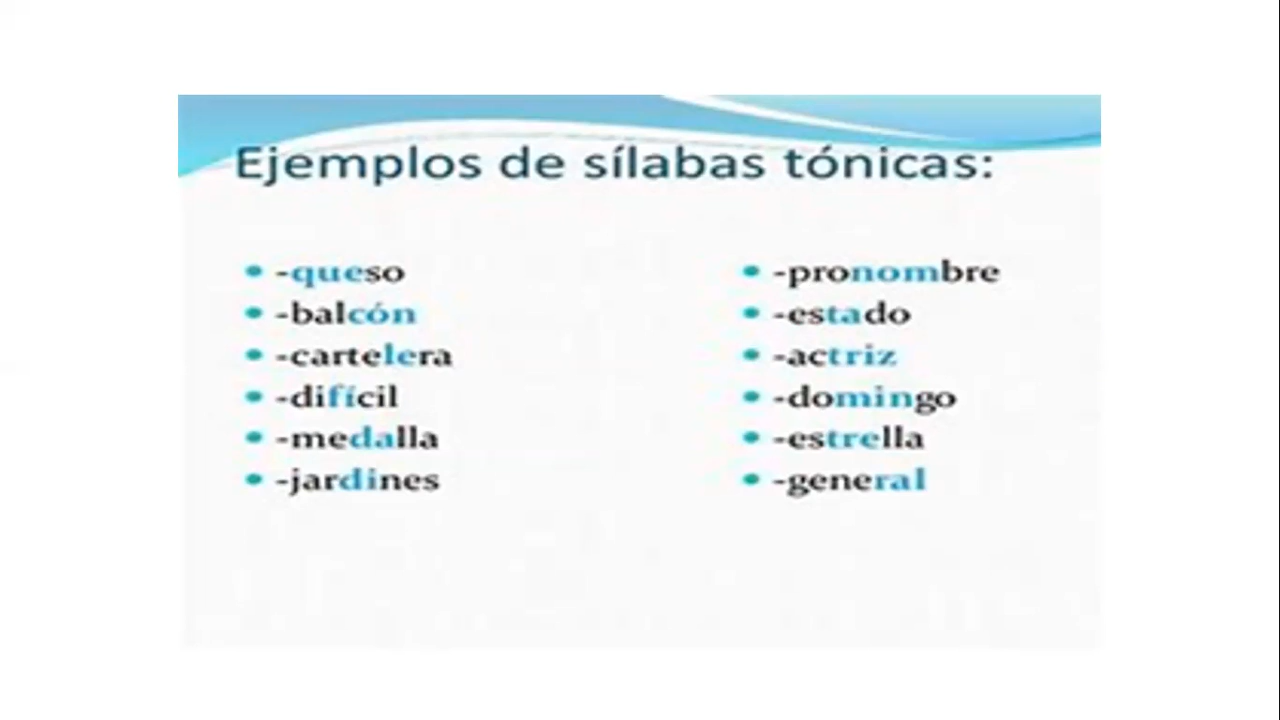 Ejemplos de sílabas tónicas:
-queso
-balcón
-cartelera
-difícil
-medalla
-jardines
-pronombre
-estado
-actriz
-domingo
-estrella
-general